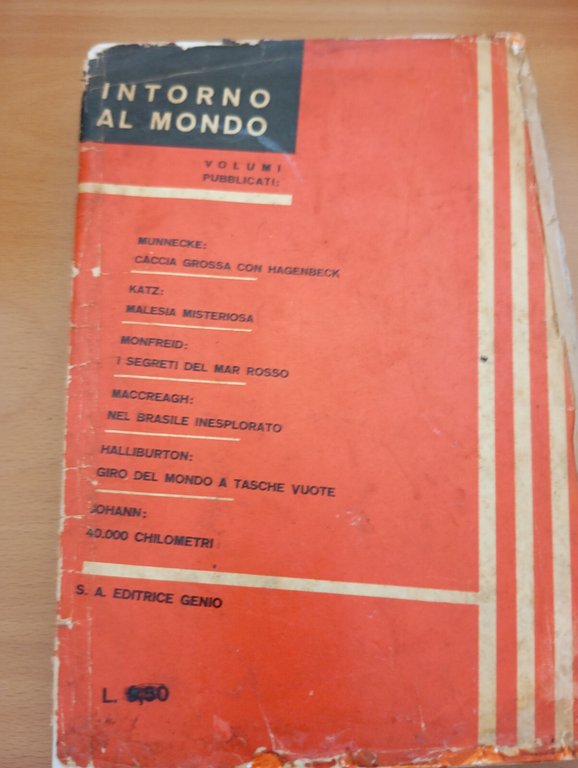 INTORNO
AL MONDO
VOLUMI
PUBBLICATI:
MUNNECKE:
CACCIA GROSSA CON HAGENBECK
KATZ:
MALESIA MISTERIOSA
MONFREID:
I SEGRETI DEL MAR ROSSO
MACCREAGH:
NEL BRASILE INESPLORATO
HALLIBURTON:
GIRO DEL MONDO A TASCHE VUOTE
JOHANN:
40.000 CHILOMETRI
S. A. EDITRICE GENIO
L.